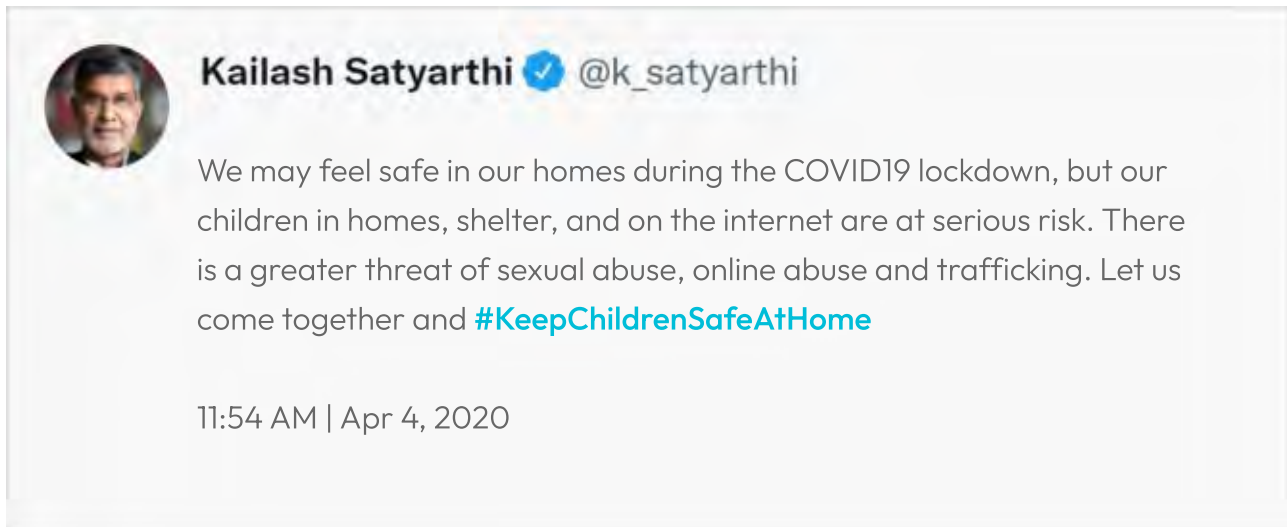 Kailash Satyarthi @k_satyarthi
We may feel safe in our homes during the COVID19 lockdown, but our
children in homes, shelter, and on the internet are at serious risk. There
is a greater threat of sexual abuse, online abuse and trafficking. Let us
come together and #KeepChildrenSafeAtHome
11:54 AM | Apr 4, 2020